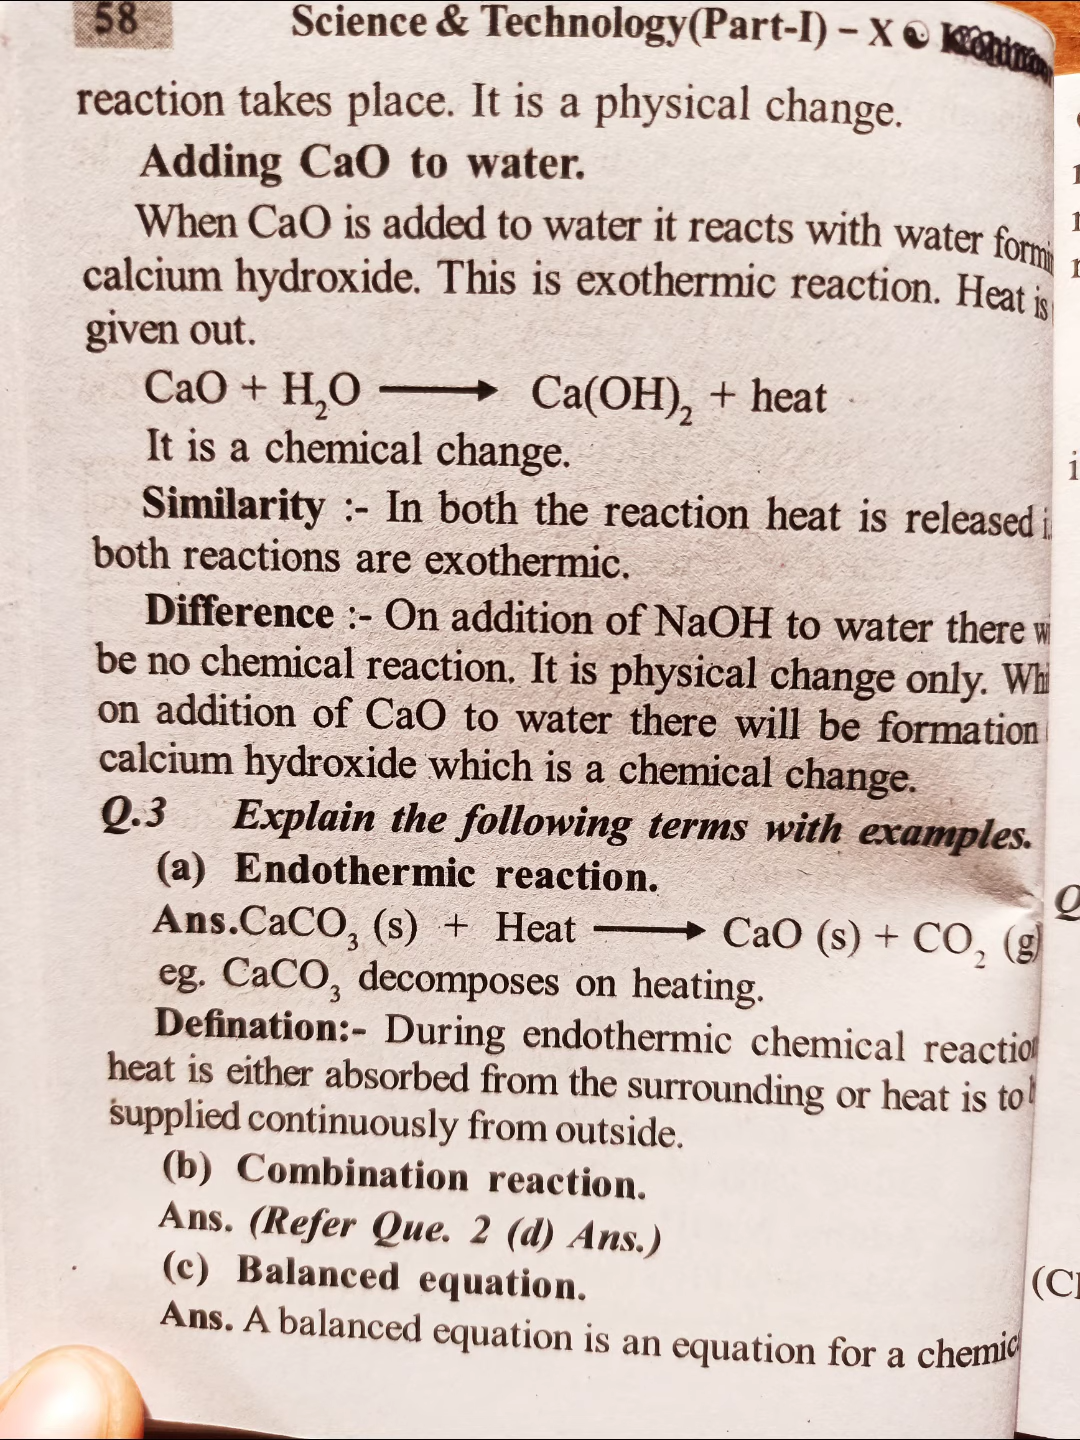 58 Science & Technology(Part-I) – X
reaction takes place. It is a physical change.
Adding CaO to water.
When CaO is added to water it reacts with water
calcium hydroxide. This is exothermic reaction. Heat is
given out.
CaO + H₂O ⟶ Ca(OH)₂ + heat
It is a chemical change.
Similarity :- In both the reaction heat is released
both reactions are exothermic.
Difference :- On addition of NaOH to water there
be no chemical reaction. It is physical change only.
on addition of CaO to water there will be formation
calcium hydroxide which is a chemical change.
Q.3 Explain the following terms with examples.
(a) Endothermic reaction.
Ans.CaCO₃ (s) + Heat ⟶ CaO (s) + CO₂ (g)
eg. CaCO₃ decomposes on heating.
Defination:- During endothermic chemical
heat is either absorbed from the surrounding or heat is to
supplied continuously from outside.
(b) Combination reaction.
Ans. (Refer Que. 2 (d) Ans.)
(c) Balanced equation.
Ans. A balanced equation is an equation for a